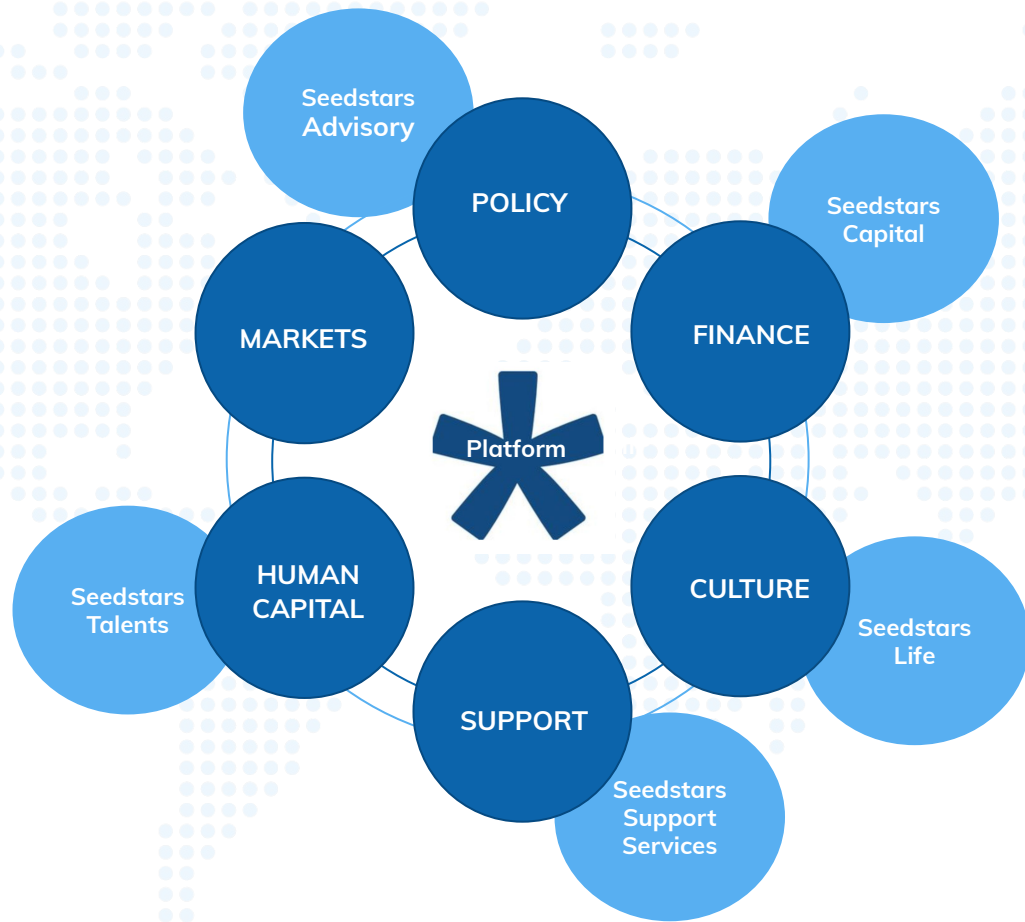 Seedstars
Advisory
POLICY
Seedstars
Capital
MARKETS
FINANCE
Platform
HUMAN
CAPITAL
CULTURE
Seedstars
Talents
Seedstars
Life
SUPPORT
Seedstars
Support
Services